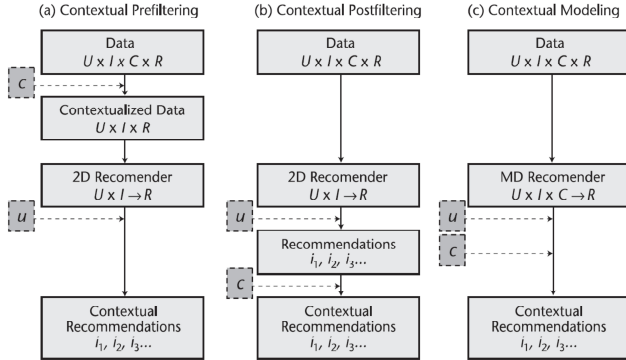 (a) Contextual Prefiltering
Data
U x I x C x R
c
Contextualized Data
U x I x R
2D Recomender
U x I → R
u
Contextual
Recommendations
i1, i2, i3...
(b) Contextual Postfiltering
Data
U x I x C x R
2D Recomender
U x I → R
u
Recommendations
i1, i2, i3...
c
Contextual
Recommendations
i1, i2, i3...
(c) Contextual Modeling
Data
U x I x C x R
MD Recomender
U x I x C → R
u
c
Contextual
Recommendations
i1, i2, i3...